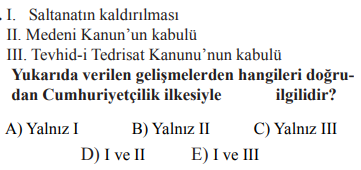 . I. Saltanatın kaldırılması
II. Medeni Kanun'un kabulü
III. Tevhid-i Tedrisat Kanunu'nun kabulü
Yukarıda verilen gelişmelerden hangileri doğru-
dan Cumhuriyetçilik ilkesiyle ilgilidir?
A) Yalnız I B) Yalnız II C) Yalnız III
D) I ve II E) I ve III